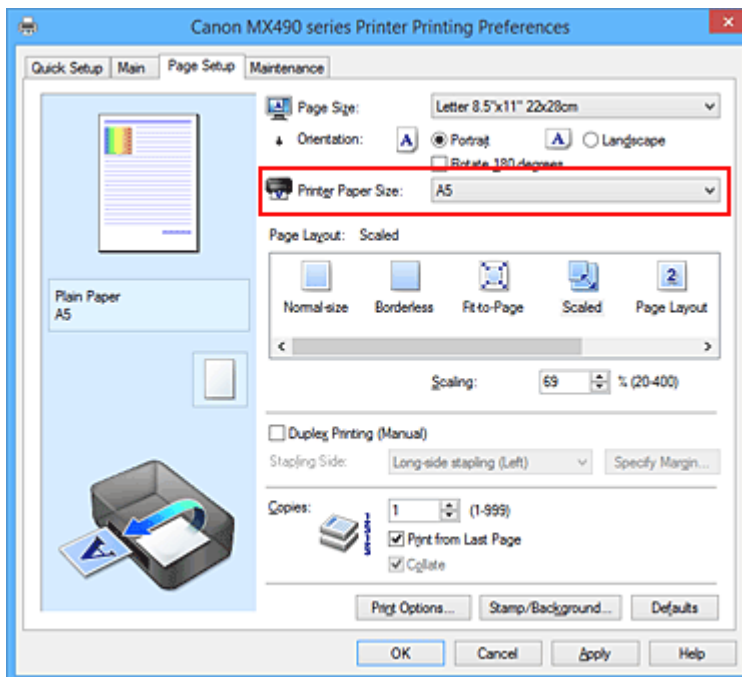 Canon MX490 series Printer Printing Preferences
Quick Setup Main Page Setup Maintenance
Page Size: Letter 8.5"x11" 22x28cm
Orientation: A Portrait A Landscape
Rotate 180 degrees
Printer Paper Size: A5
Page Layout: Scaled
Normal-size Borderless Fit-to-Page Scaled Page Layout
Plain Paper
A5
Scaling: 69 % (20-400)
Duplex Printing (Manual)
Stapling Side: Long-side stapling (Left) Specify Margin...
Copies: 1 (1-999)
Print from Last Page
Collate
Print Options... Stamp/Background... Defaults
OK Cancel Apply Help